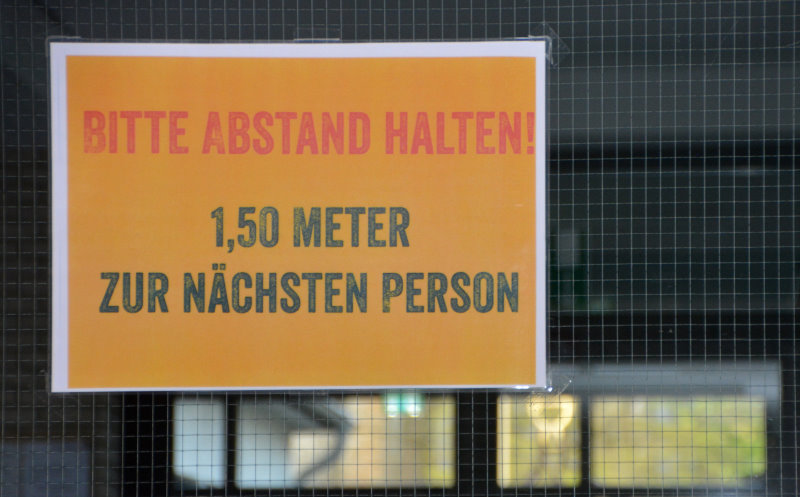 BITTE ABSTAND HALTEN!
1,50 METER
ZUR NÄCHSTEN PERSON